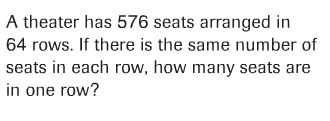 A theater has 576 seats arranged in
64 rows. If there is the same number of
seats in each row, how many seats are
in one row?